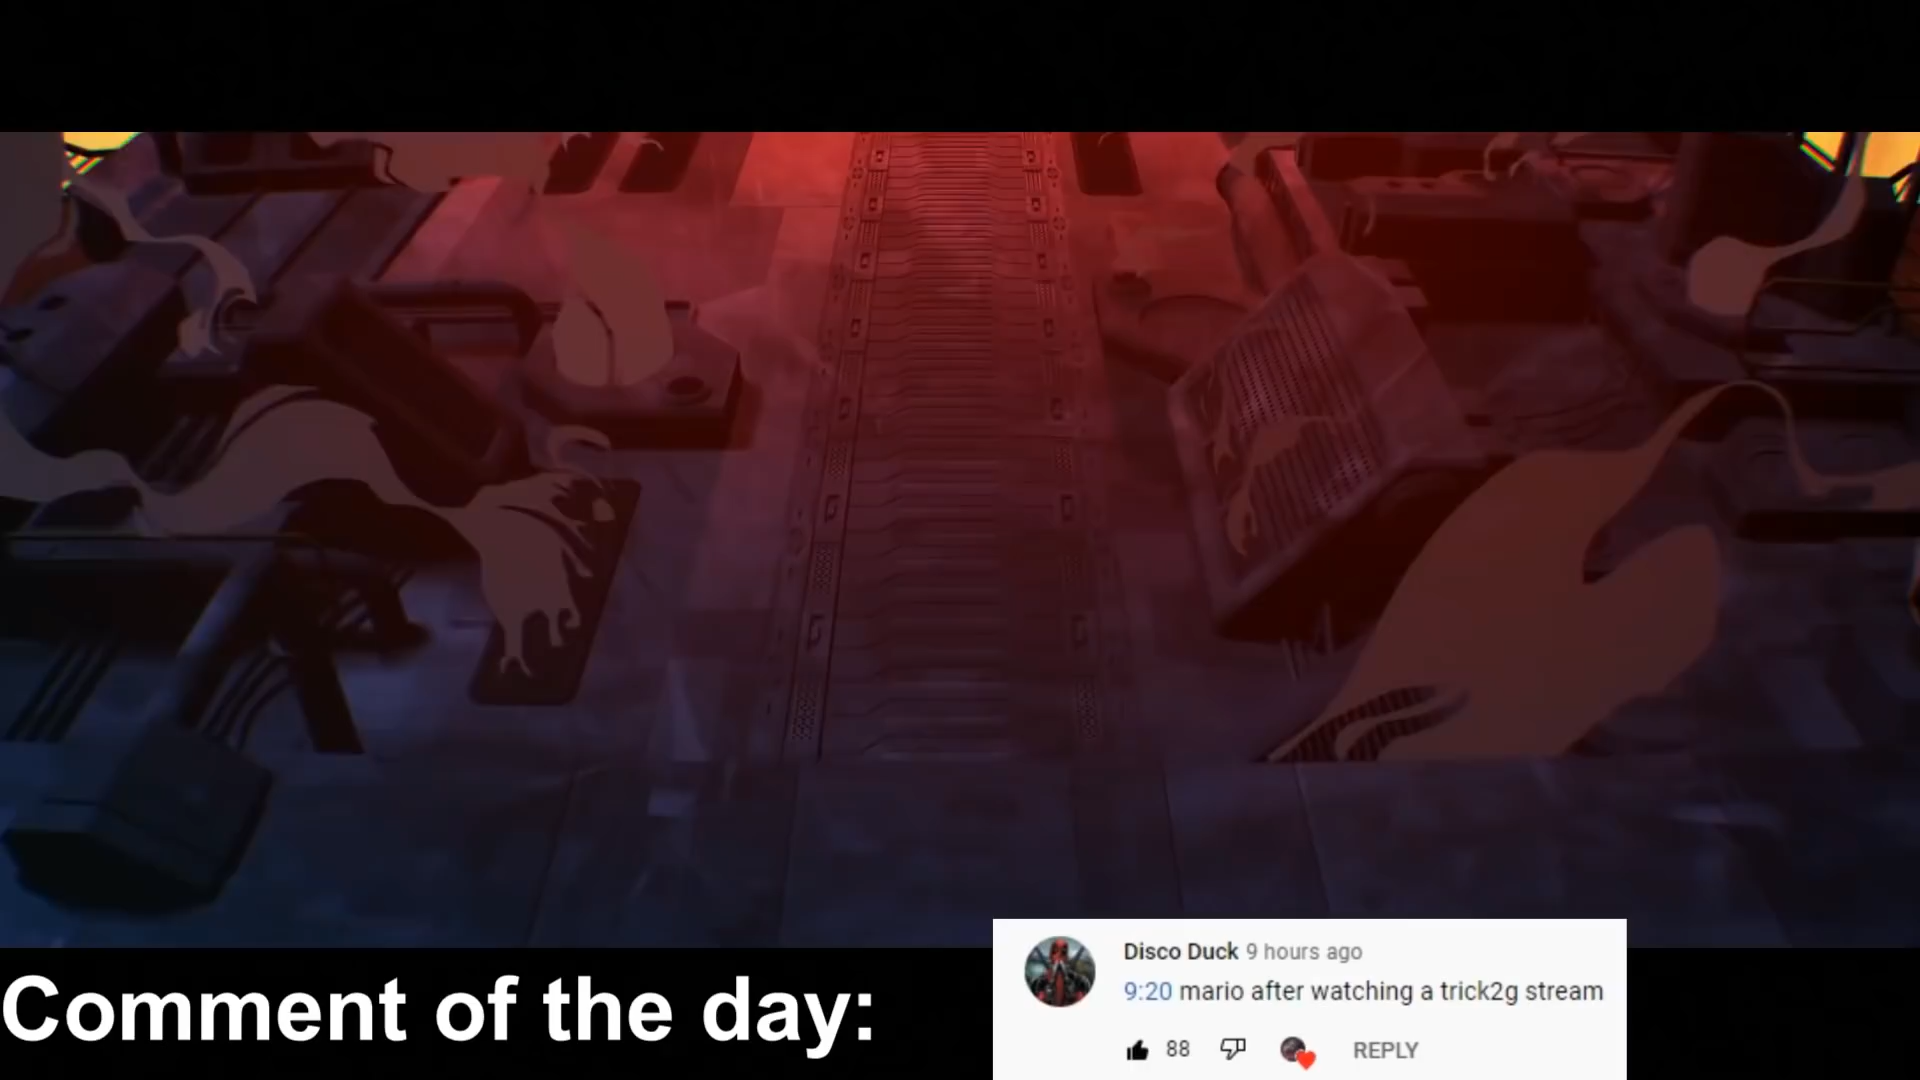 Comment of the day:
Disco Duck 9 hours ago
9:20 mario after watching a trick2g stream
88 REPLY